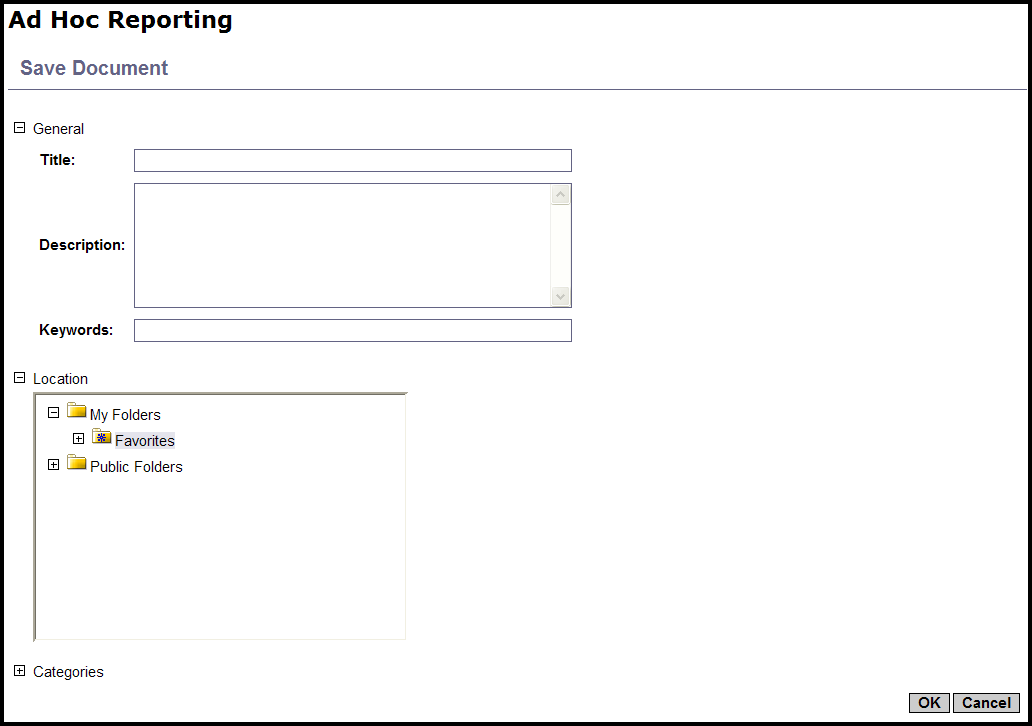 Ad Hoc Reporting
Save Document
General
Title:
Description:
Keywords:
Location
My Folders
Favorites
Public Folders
Categories
OK Cancel